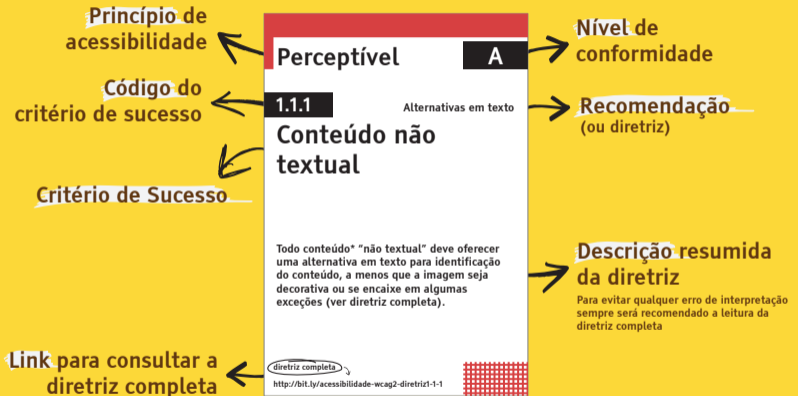 Princípio de
acessibilidade
Código do
critério de sucesso
Critério de Sucesso
Link para consultar a
diretriz completa
Perceptível
A
1.1.1
Alternativas em texto
Conteúdo não
textual
Todo conteúdo* “não textual” deve oferecer
uma alternativa em texto para identificação
do conteúdo, a menos que a imagem seja
decorativa ou se encaixe em algumas
exceções (ver diretriz completa).
diretriz completa
http://bit.ly/acessibilidade-wcag2-diretriz1-1-1
Nível de
conformidade
Recomendação
(ou diretriz)
Descrição resumida
da diretriz
Para evitar qualquer erro de interpretação
sempre será recomendado a leitura da
diretriz completa